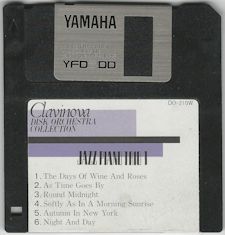 YAMAHA
YFD DD
Clavinova
DISK ORCHESTRA
COLLECTION
DO-219W
JAZZ PIANO TRIO 1
1. The Days Of Wine And Roses
2. As Time Goes By
3. Round Midnight
4. Softly As In A Morning Sunrise
5. Autumn In New York
6. Night And Day